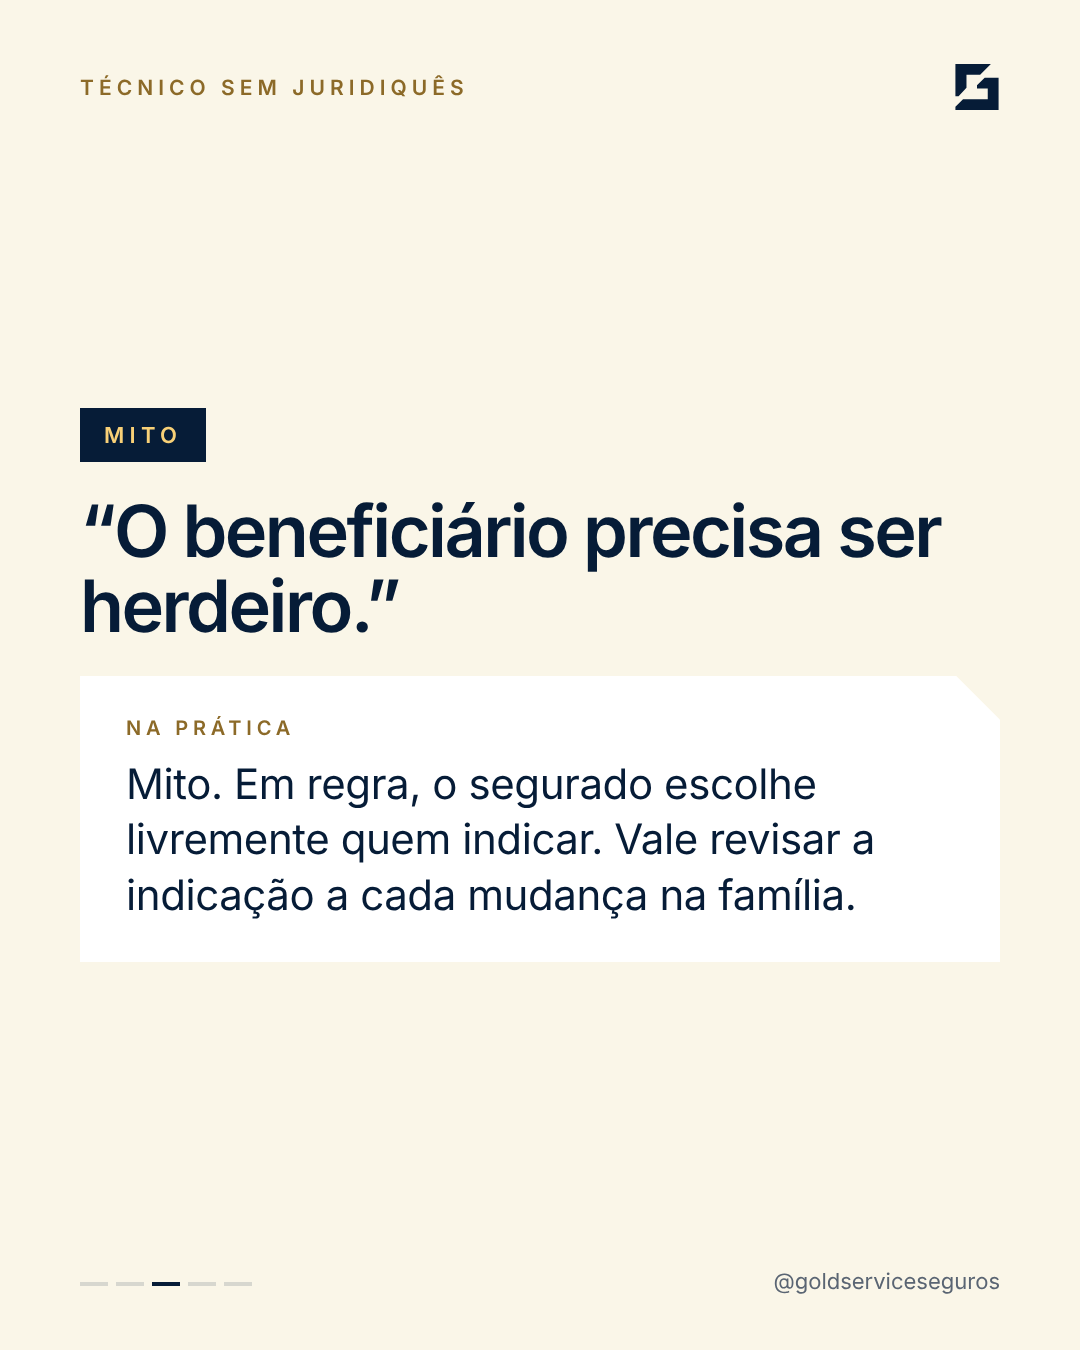 TÉCNICO SEM JURIDIQUÊS
MITO
“O beneficiário precisa ser
herdeiro.”
NA PRÁTICA
Mito. Em regra, o segurado escolhe
livremente quem indicar. Vale revisar a
indicação a cada mudança na família.
@goldserviceseguros